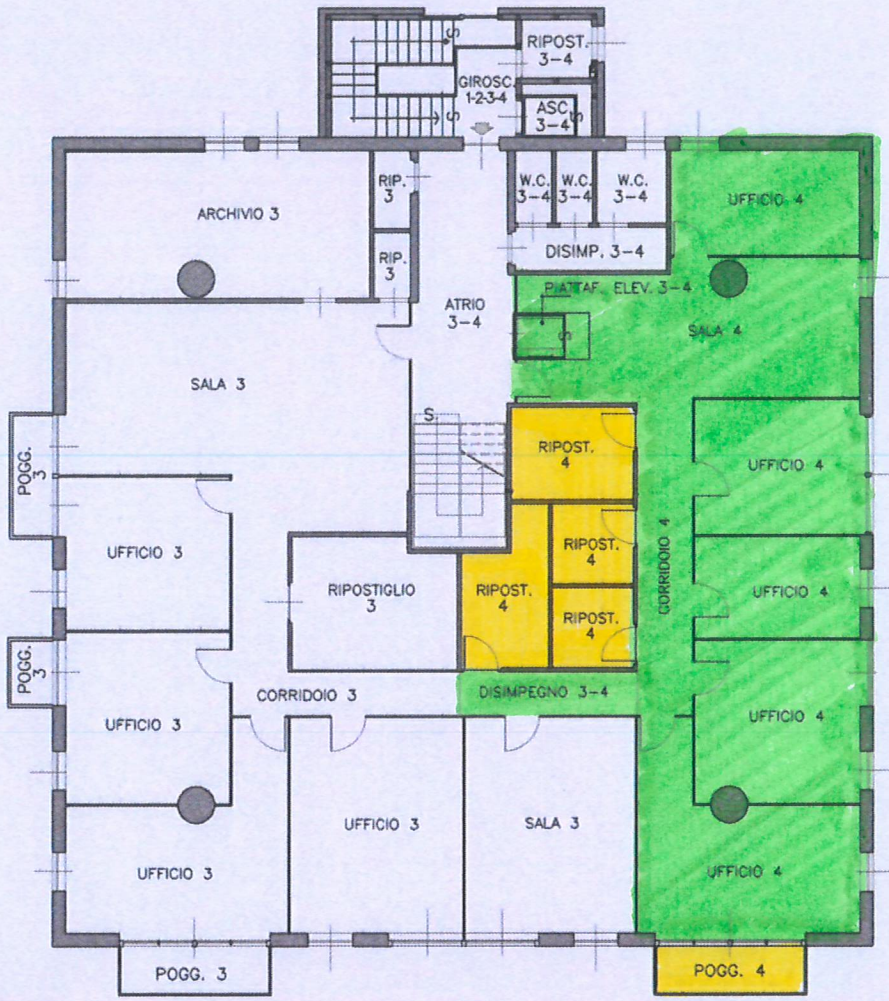 S
RIPOST.
3-4
GIROSC.
1-2-3-4
ASC.
3-4
S
S
RIP.
3
W.C.
3-4
W.C.
3-4
W.C.
3-4
UFFICIO 4
ARCHIVIO 3
RIP.
3
DISIMP. 3-4
PIATTAF. ELEV. 3-4
ATRIO
3-4
S
SALA 4
SALA 3
S.
POGG.
3
RIPOST.
4
UFFICIO 4
UFFICIO 3
RIPOST.
4
CORRIDOIO 4
RIPOSTIGLIO
3
RIPOST.
4
UFFICIO 4
RIPOST.
4
POGG.
3
CORRIDOIO 3
DISIMPEGNO 3-4
UFFICIO 3
UFFICIO 4
UFFICIO 3
SALA 3
UFFICIO 3
UFFICIO 4
POGG. 3
POGG. 4